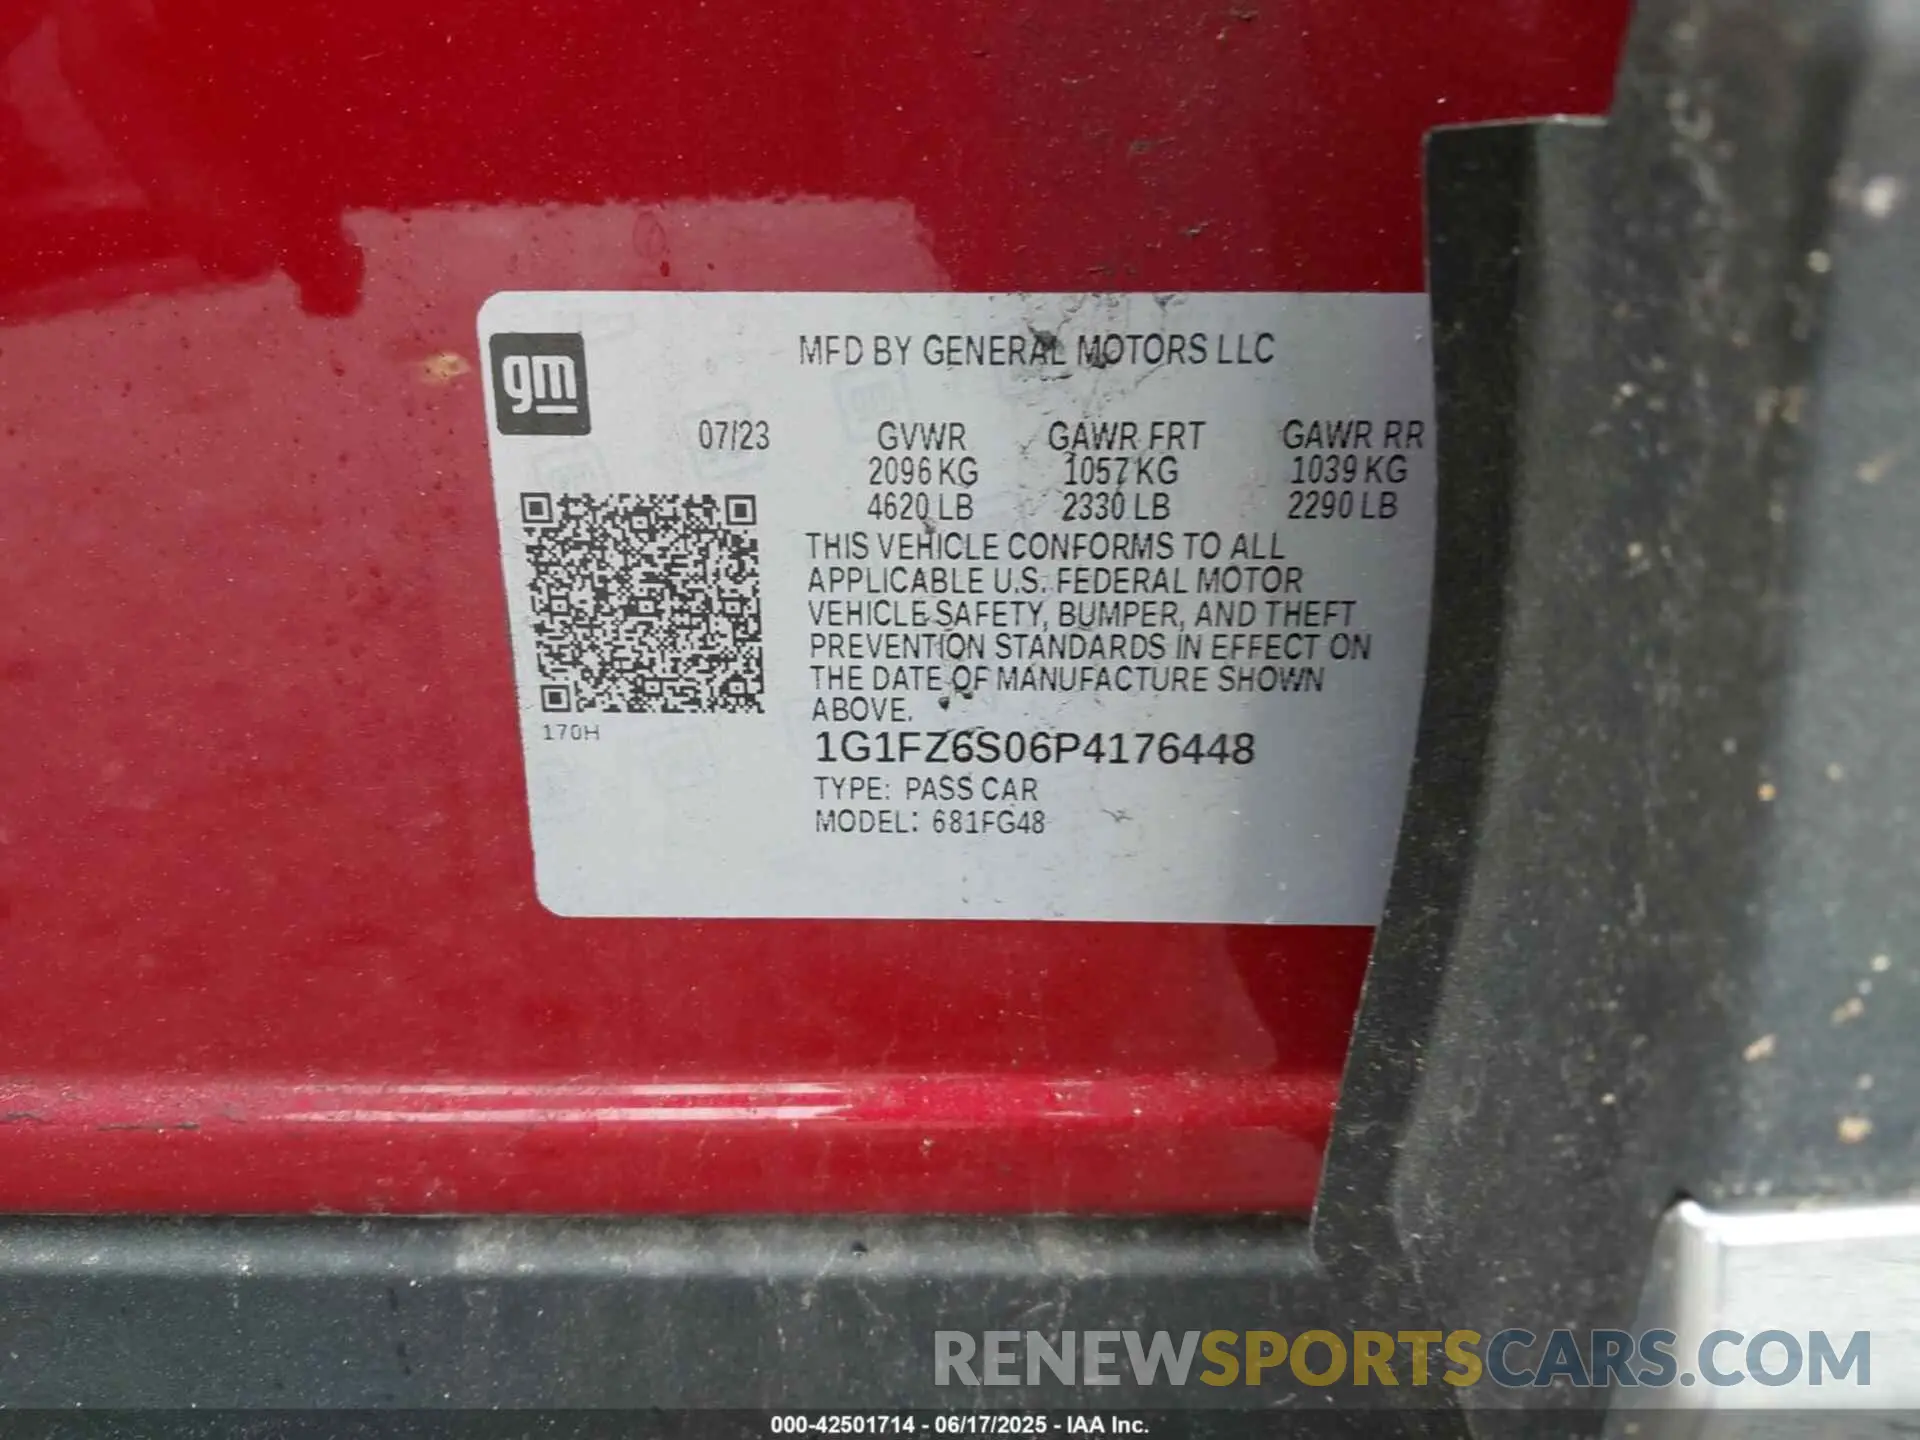 gm
MFD BY GENERAL MOTORS LLC
07/23 GVWR GAWR FRT GAWR RR
2096 KG 1057 KG 1039 KG
4620 LB 2330 LB 2290 LB
THIS VEHICLE CONFORMS TO ALL
APPLICABLE U.S. FEDERAL MOTOR
VEHICLE SAFETY, BUMPER, AND THEFT
PREVENTION STANDARDS IN EFFECT ON
THE DATE OF MANUFACTURE SHOWN
ABOVE.
170H
1G1FZ6S06P4176448
TYPE: PASS CAR
MODEL: 681FG48
RENEWSPORTSCARS.COM
000-42501714 - 06/17/2025 - IAA Inc.